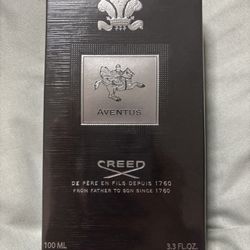 AVENTUS
CREED
DE PÈRE EN FILS DEPUIS 1760
FROM FATHER TO SON SINCE 1760
100 ML 3.3 FL.OZ.